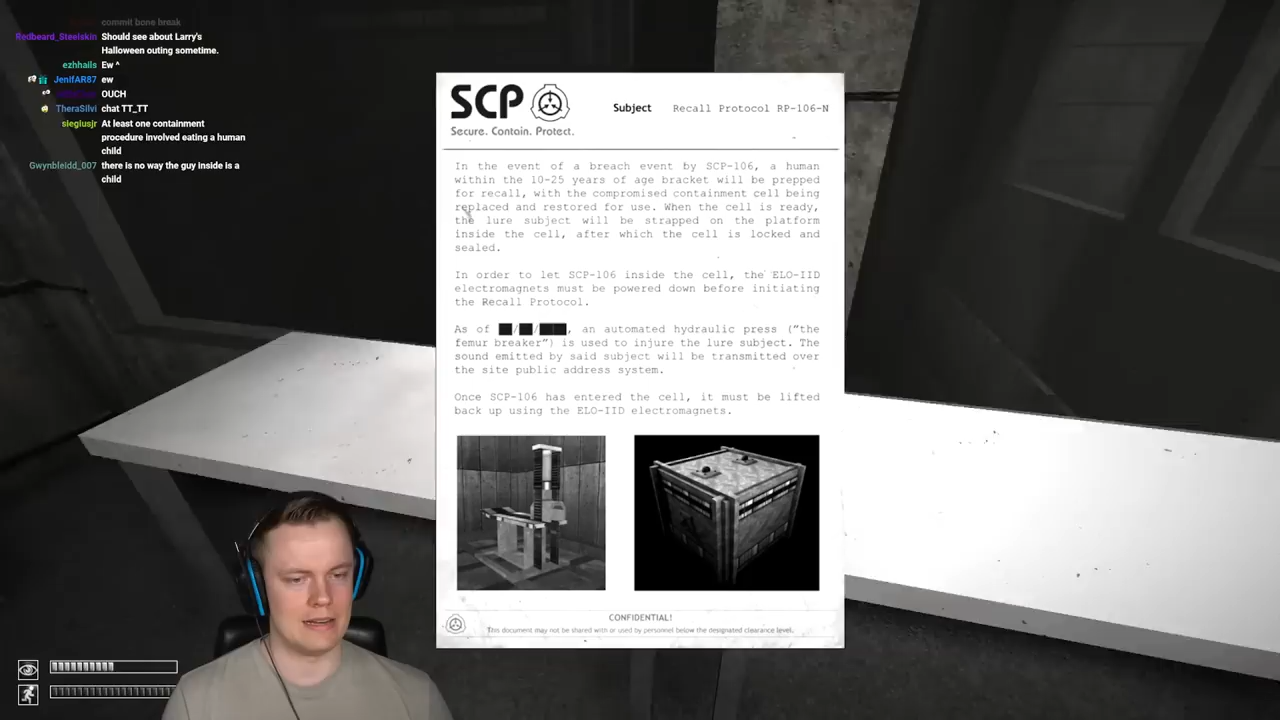 commit bone break
Redbeard_Steelskin Should see about Larry's
Halloween outing sometime.
ezhhails Ew ^
JenifAR87 ew
OUCH
TheraSilvi chat TT_TT
slegiusjr At least one containment
procedure involved eating a human
child
Gwynbleidd_007 there is no way the guy inside is a
child
SCP
Secure. Contain. Protect.
Subject Recall Protocol RP-106-N
In the event of a breach event by SCP-106, a human
within the 10-25 years of age bracket will be prepped
for recall, with the compromised containment cell being
replaced and restored for use. When the cell is ready,
the lure subject will be strapped on the platform
inside the cell, after which the cell is locked and
sealed.
In order to let SCP-106 inside the cell, the ELO-IID
electromagnets must be powered down before initiating
the Recall Protocol.
As of ██/██/████, an automated hydraulic press ("the
femur breaker") is used to injure the lure subject. The
sound emitted by said subject will be transmitted over
the site public address system.
Once SCP-106 has entered the cell, it must be lifted
back up using the ELO-IID electromagnets.
CONFIDENTIAL!
This document may not be shared with or used by personnel below the designated clearance level.